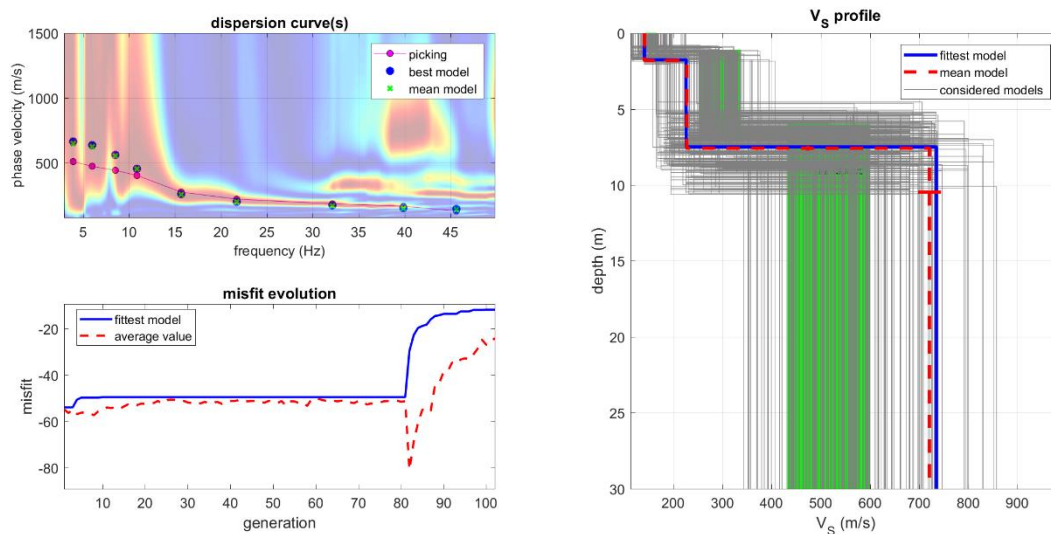 dispersion curve(s)
phase velocity (m/s)
1500
1000
500
picking
best model
mean model
5 10 15 20 25 30 35 40 45
frequency (Hz)
misfit evolution
misfit
-20
-40
-60
-80
fittest model
average value
10 20 30 40 50 60 70 80 90 100
generation
V_S profile
depth (m)
0
5
10
15
20
25
30
fittest model
mean model
considered models
200 300 400 500 600 700 800 900
V_S (m/s)